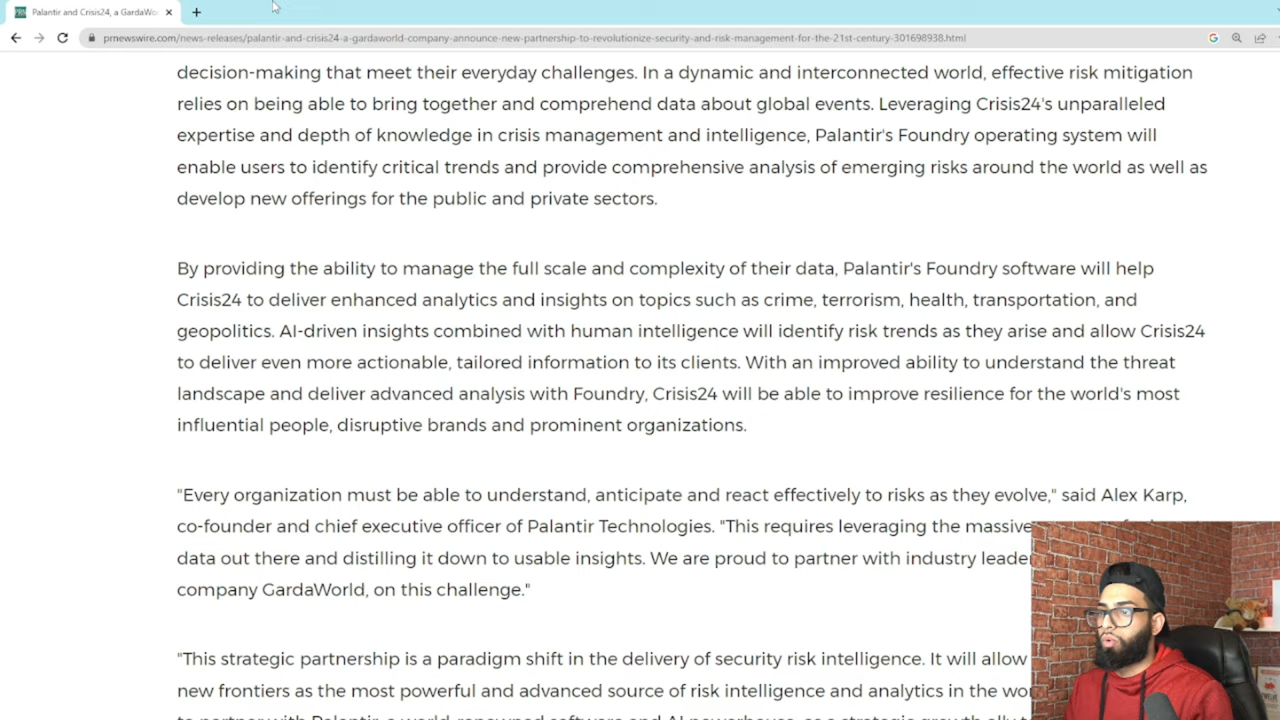 Palantir and Crisis24, a GardaWo
prnewswire.com/news-releases/palantir-and-crisis24-a-gardaworld-company-announce-new-partnership-to-revolutionize-security-and-risk-management-for-the-21st-century-301698938.html
decision-making that meet their everyday challenges. In a dynamic and interconnected world, effective risk mitigation
relies on being able to bring together and comprehend data about global events. Leveraging Crisis24's unparalleled
expertise and depth of knowledge in crisis management and intelligence, Palantir's Foundry operating system will
enable users to identify critical trends and provide comprehensive analysis of emerging risks around the world as well as
develop new offerings for the public and private sectors.
By providing the ability to manage the full scale and complexity of their data, Palantir's Foundry software will help
Crisis24 to deliver enhanced analytics and insights on topics such as crime, terrorism, health, transportation, and
geopolitics. AI-driven insights combined with human intelligence will identify risk trends as they arise and allow Crisis24
to deliver even more actionable, tailored information to its clients. With an improved ability to understand the threat
landscape and deliver advanced analysis with Foundry, Crisis24 will be able to improve resilience for the world's most
influential people, disruptive brands and prominent organizations.
"Every organization must be able to understand, anticipate and react effectively to risks as they evolve," said Alex Karp,
co-founder and chief executive officer of Palantir Technologies. "This requires leveraging the massive
data out there and distilling it down to usable insights. We are proud to partner with industry leade
company GardaWorld, on this challenge."
"This strategic partnership is a paradigm shift in the delivery of security risk intelligence. It will allow
new frontiers as the most powerful and advanced source of risk intelligence and analytics in the wo
to partner with Palantir, a world-renowned software and AI powerhouse, as a strategic growth ally t